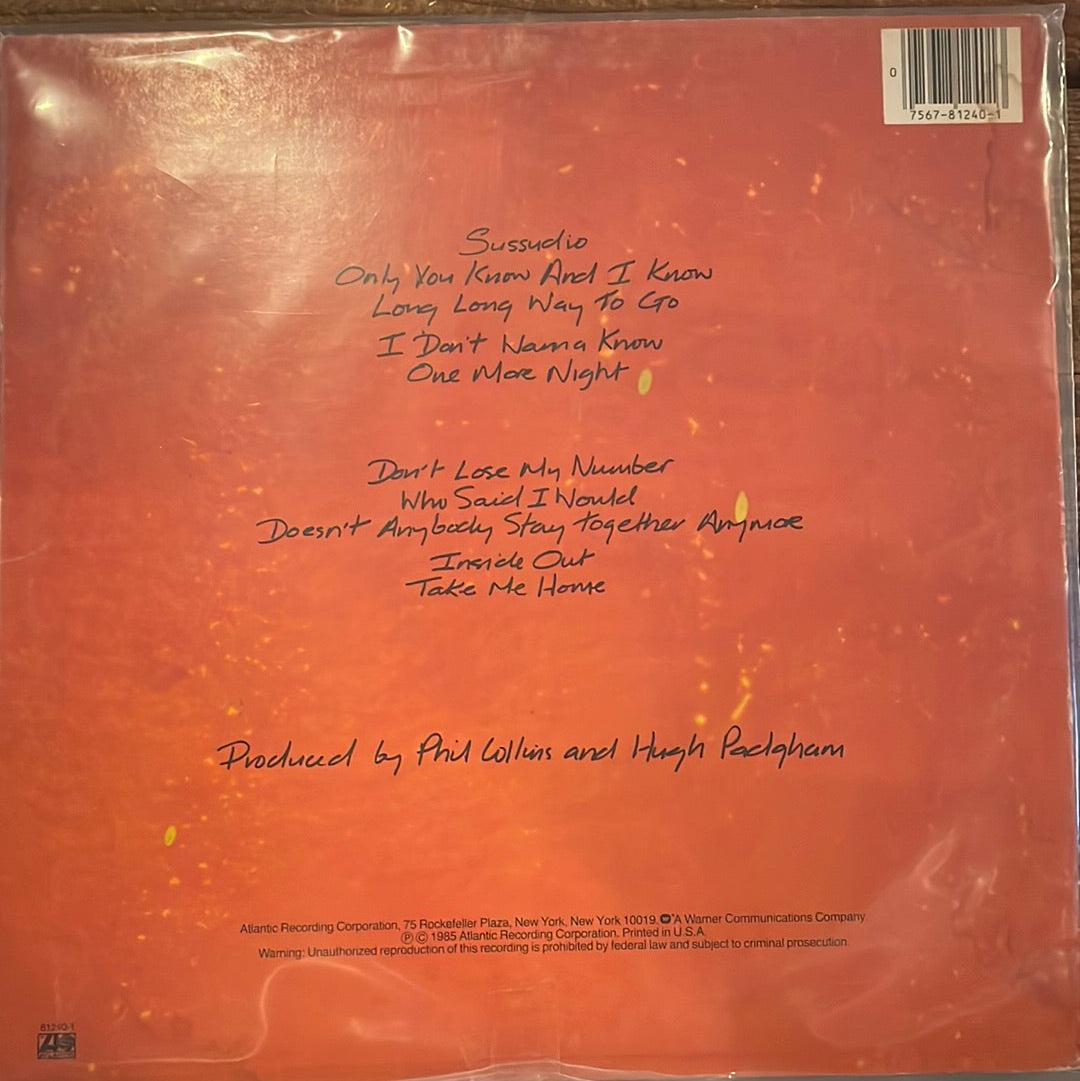 0
7567-81240-1
Sussudio
Only You Know And I Know
Long Long Way To Go
I Don't Wanna Know
One More Night
Don't Lose My Number
Who Said I Would
Doesn't Anybody Stay Together Anymore
Inside Out
Take Me Home
Produced by Phil Collins and Hugh Padgham
Atlantic Recording Corporation, 75 Rockefeller Plaza, New York, New York 10019. A Warner Communications Company
℗ © 1985 Atlantic Recording Corporation. Printed in U.S.A.
Warning: Unauthorized reproduction of this recording is prohibited by federal law and subject to criminal prosecution.
81240-1